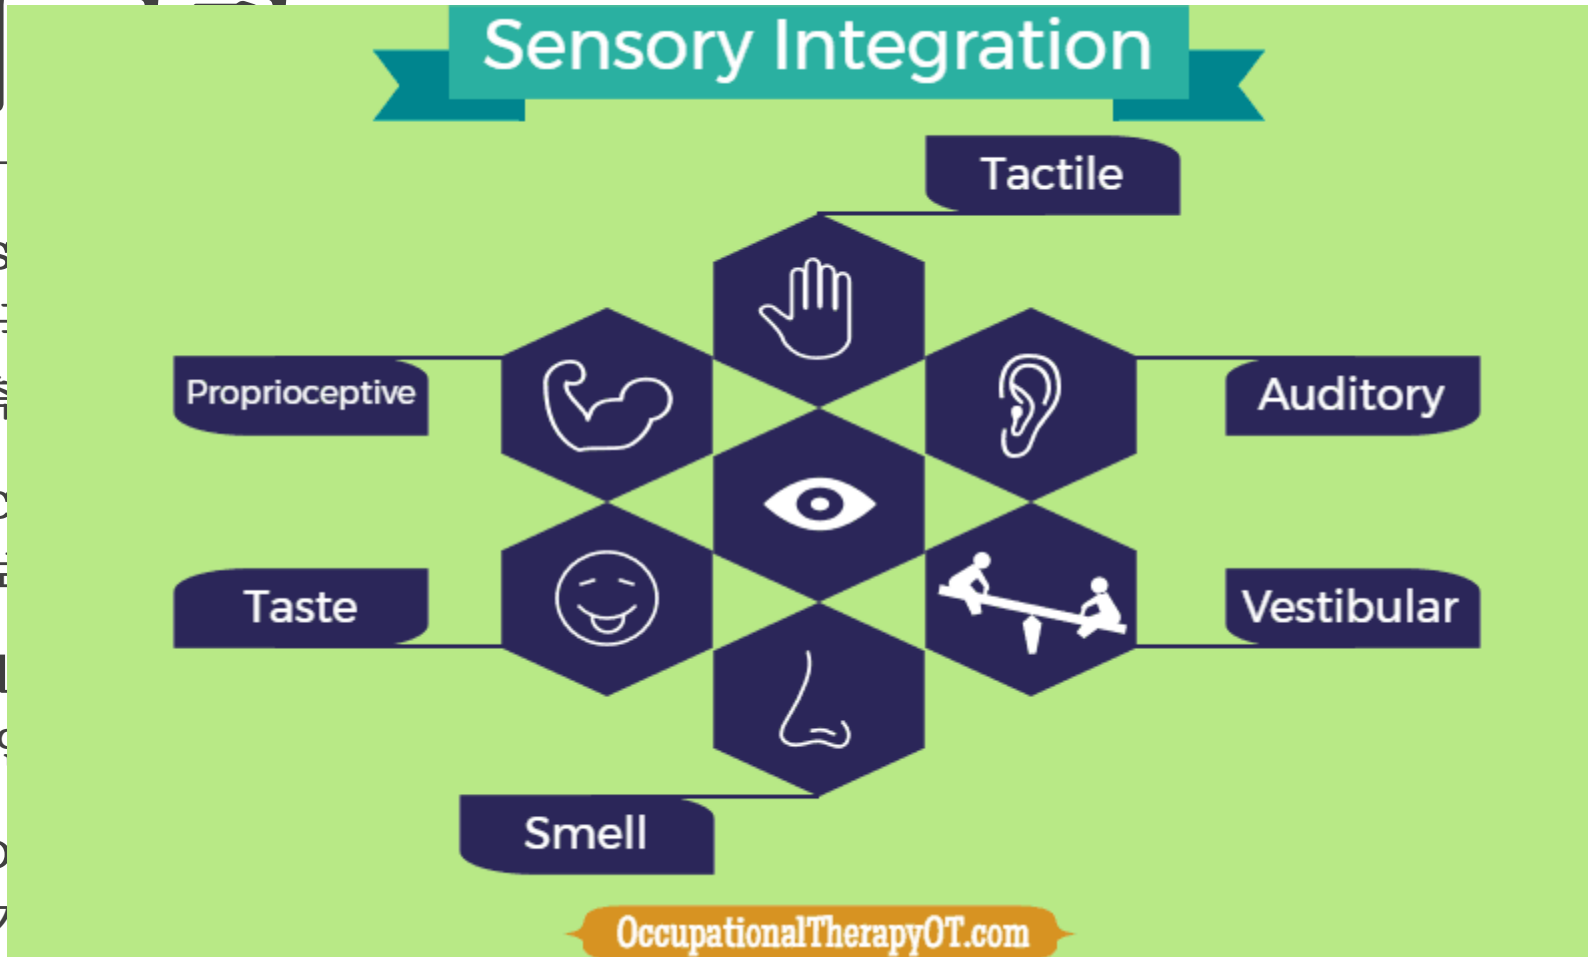 Sensory Integration
Tactile
Proprioceptive
Auditory
Taste
Vestibular
Smell
OccupationalTherapyOT.com